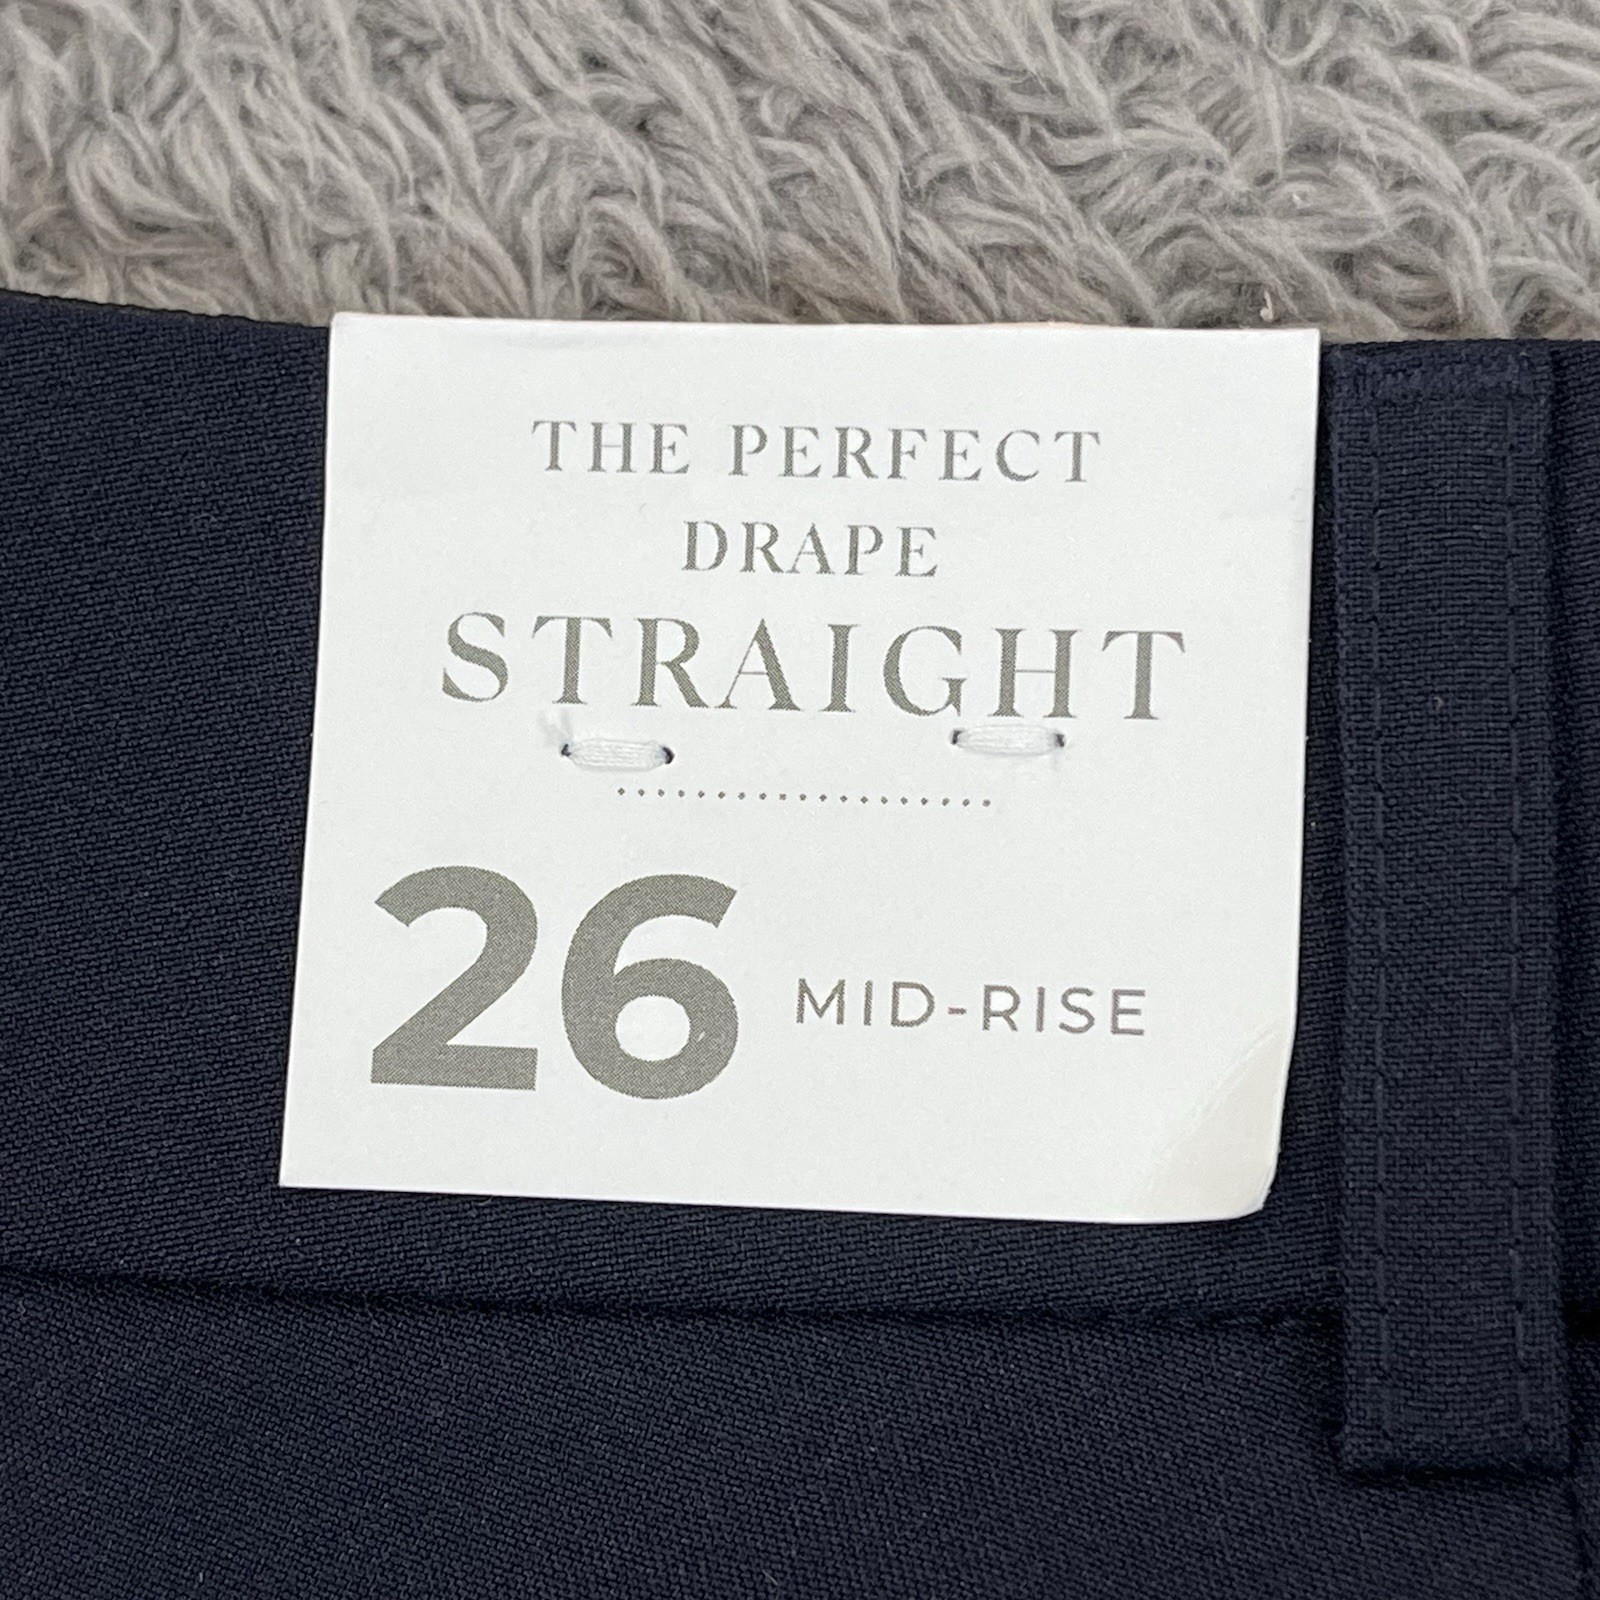 THE PERFECT
DRAPE
STRAIGHT
26 MID-RISE